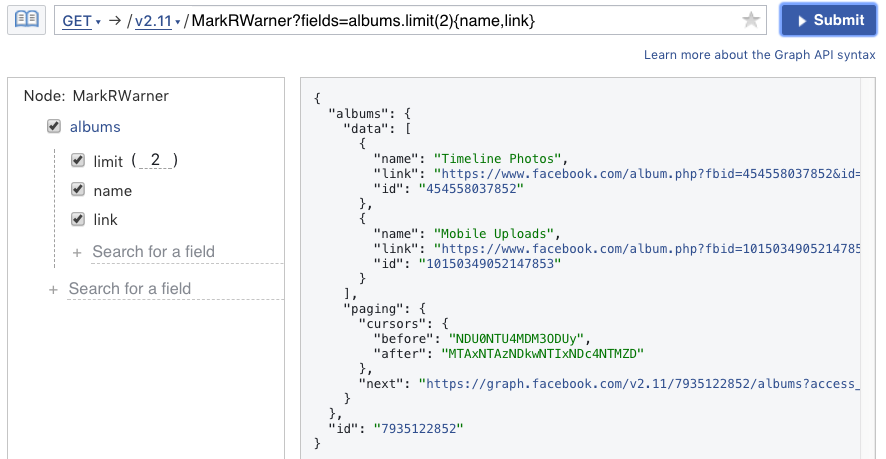 GET → / v2.11 / MarkRWarner?fields=albums.limit(2){name,link} Submit
Learn more about the Graph API syntax
Node: MarkRWarner
albums
limit ( 2 )
name
link
+ Search for a field
+ Search for a field
{
"albums": {
"data": [
{
"name": "Timeline Photos",
"link": "https://www.facebook.com/album.php?fbid=454558037852&id=
"id": "454558037852"
},
{
"name": "Mobile Uploads",
"link": "https://www.facebook.com/album.php?fbid=1015034905214785
"id": "10150349052147853"
}
],
"paging": {
"cursors": {
"before": "NDU0NTU4MDM3ODUy",
"after": "MTAxNTAzNDkwNTIxNDc4NTMZD"
},
"next": "https://graph.facebook.com/v2.11/7935122852/albums?access_
}
},
"id": "7935122852"
}